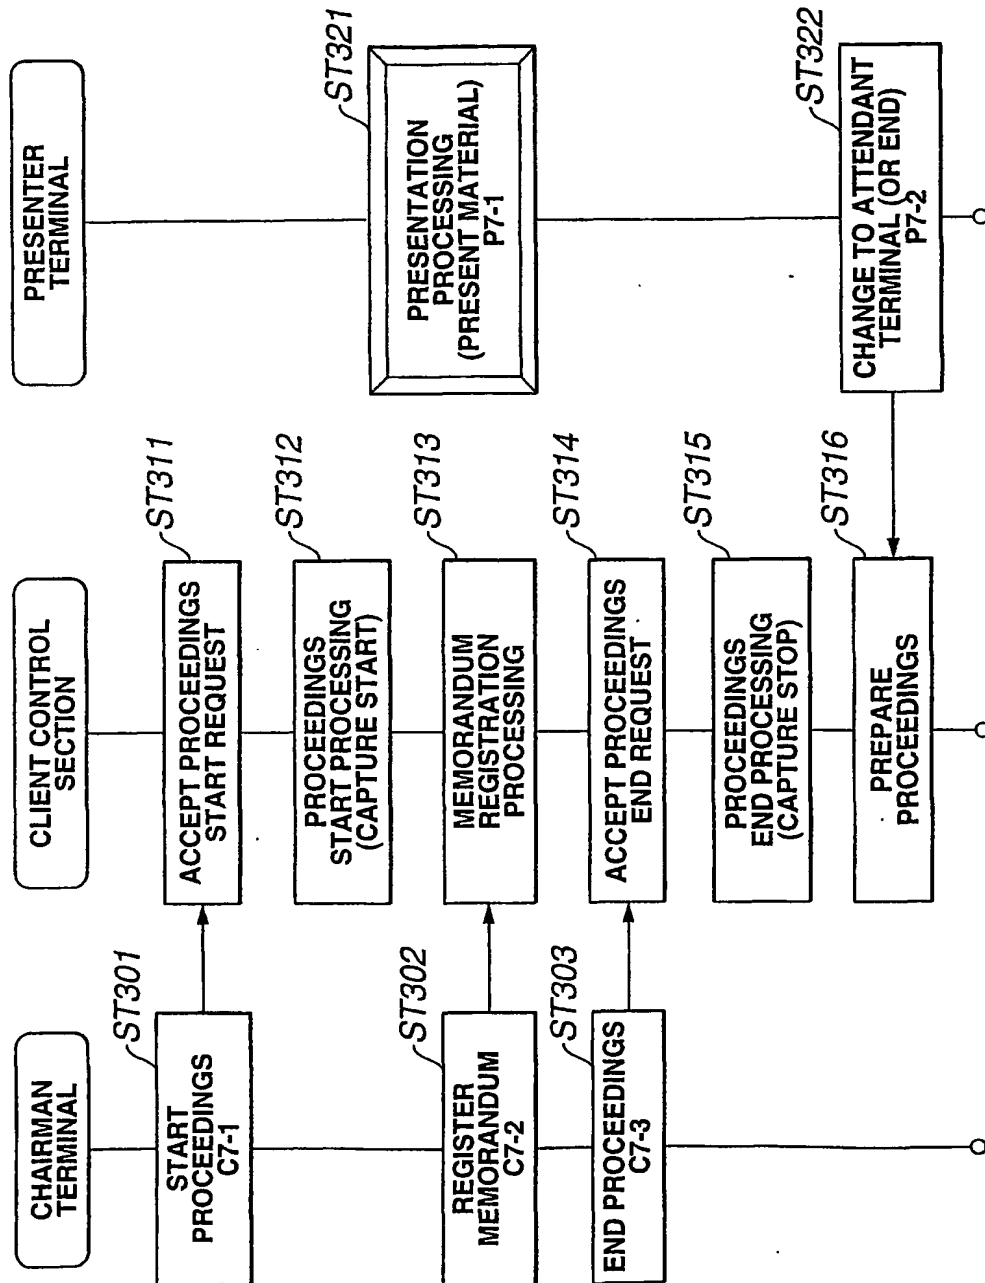 CHAIRMAN
TERMINAL
ST301
START
PROCEEDINGS
C7-1
ST302
REGISTER
MEMORANDUM
C7-2
ST303
END PROCEEDINGS
C7-3
CLIENT CONTROL
SECTION
ST311
ACCEPT PROCEEDINGS
START REQUEST
ST312
PROCEEDINGS
START PROCESSING
(CAPTURE START)
ST313
MEMORANDUM
REGISTRATION
PROCESSING
ST314
ACCEPT PROCEEDINGS
END REQUEST
ST315
PROCEEDINGS
END PROCESSING
(CAPTURE STOP)
ST316
PREPARE
PROCEEDINGS
PRESENTER
TERMINAL
ST321
PRESENTATION
PROCESSING
(PRESENT MATERIAL)
P7-1
ST322
CHANGE TO ATTENDANT
TERMINAL (OR END)
P7-2